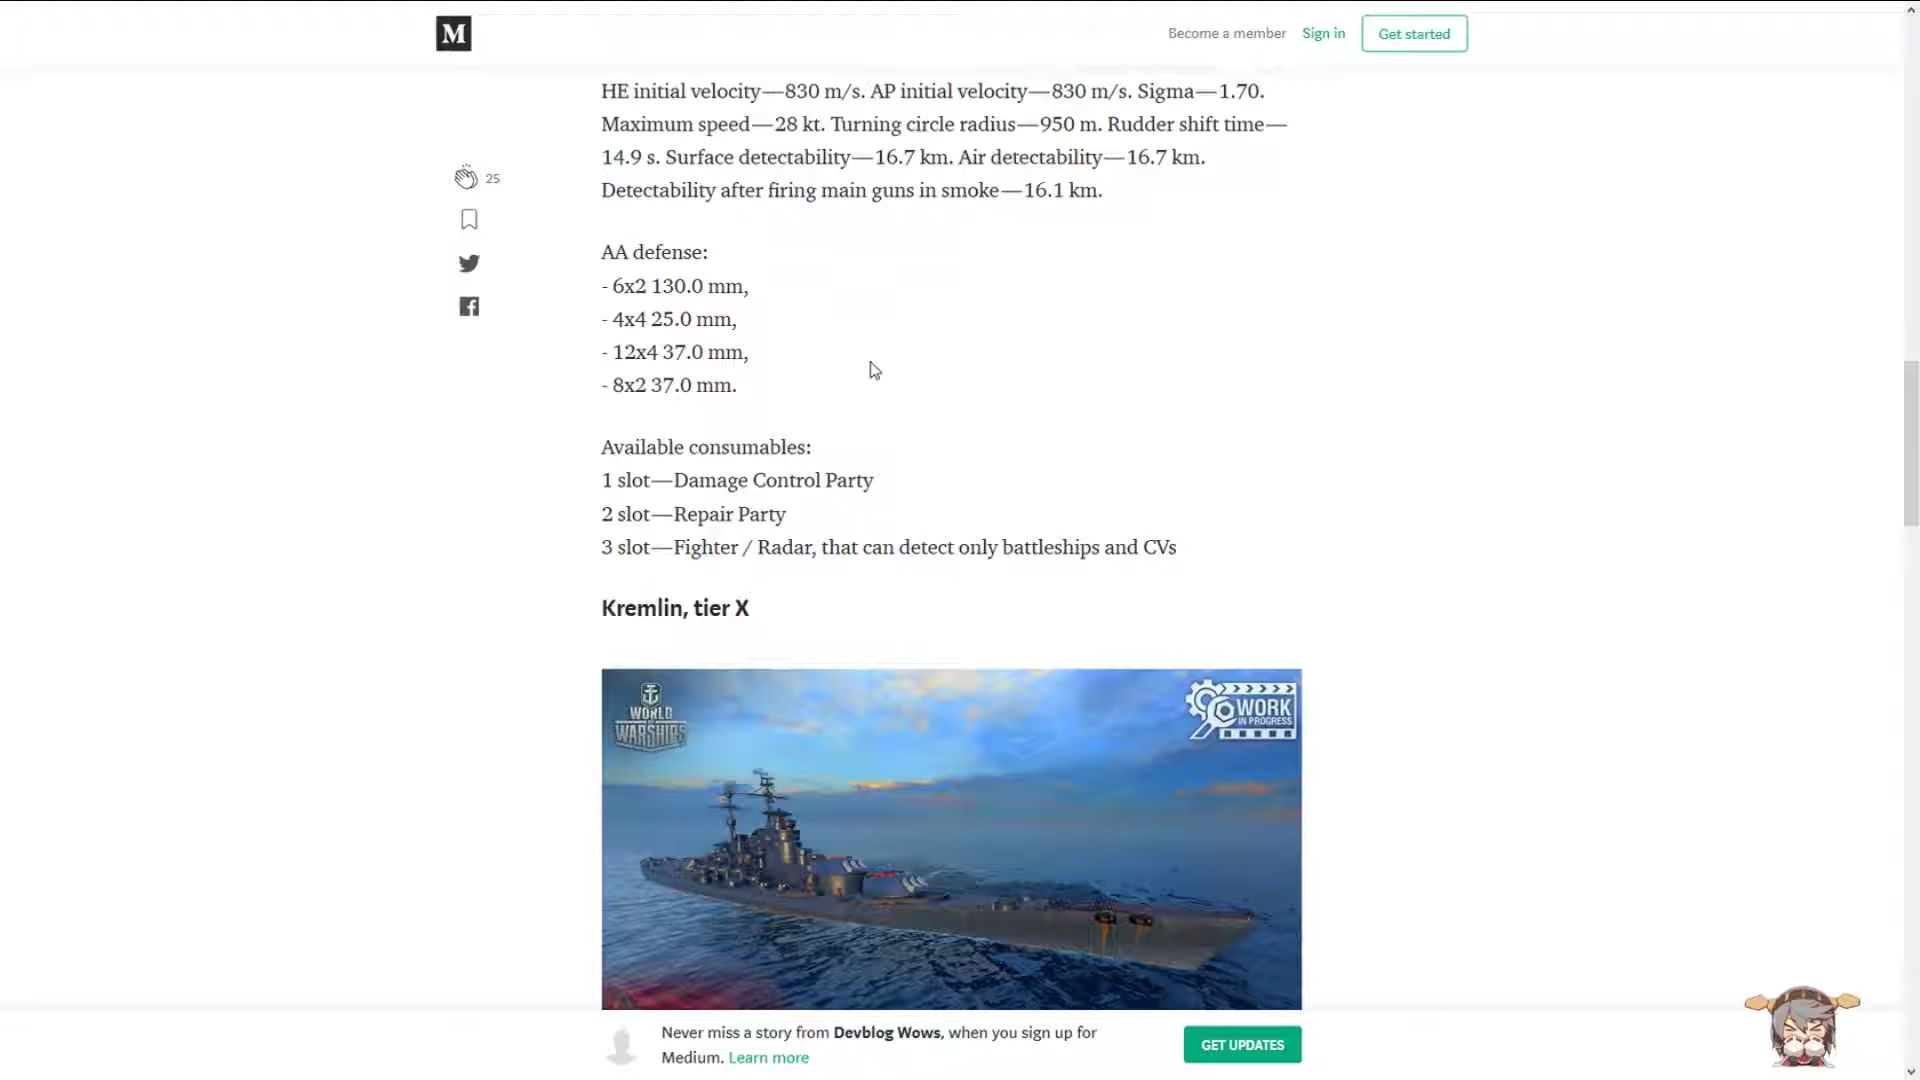 M
Become a member Sign in Get started
HE initial velocity—830 m/s. AP initial velocity—830 m/s. Sigma—1.70.
Maximum speed—28 kt. Turning circle radius—950 m. Rudder shift time—
14.9 s. Surface detectability—16.7 km. Air detectability—16.7 km.
Detectability after firing main guns in smoke—16.1 km.
25
AA defense:
- 6x2 130.0 mm,
- 4x4 25.0 mm,
- 12x4 37.0 mm,
- 8x2 37.0 mm.
Available consumables:
1 slot—Damage Control Party
2 slot—Repair Party
3 slot—Fighter / Radar, that can detect only battleships and CVs
Kremlin, tier X
WORLD
OF
WARSHIPS
WORK
IN PROGRESS
Never miss a story from Devblog Wows, when you sign up for
Medium. Learn more
GET UPDATES